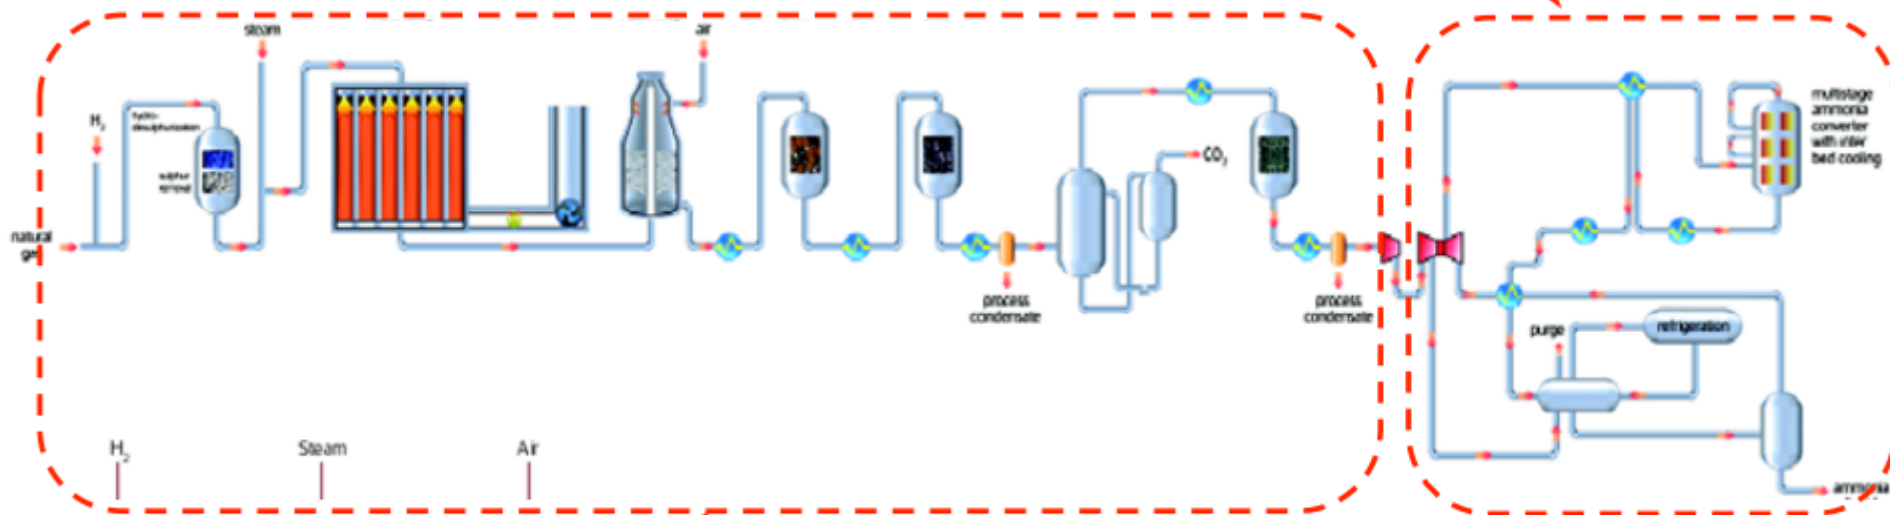 steam
air
H₂
hydro-
desulphurization
sulphur
removal
natural
gas
CO₂
process
condensate
process
condensate
multistage
ammonia
converter
with inter
bed cooling
purge
refrigeration
ammonia
H₂
Steam
Air